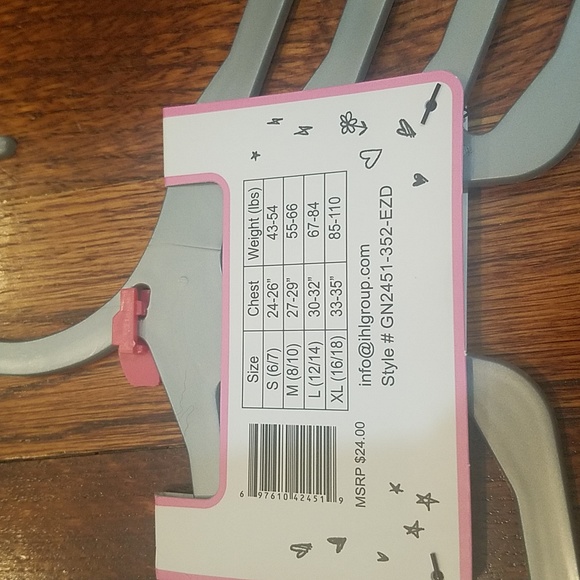 Size Chest Weight (lbs)
S (6/7) 24-26" 43-54
M (8/10) 27-29" 55-66
L (12/14) 30-32" 67-84
XL (16/18) 33-35" 85-110
info@ihlgroup.com
Style # GN2451-352-EZD
6 97610 42451 9
MSRP $24.00